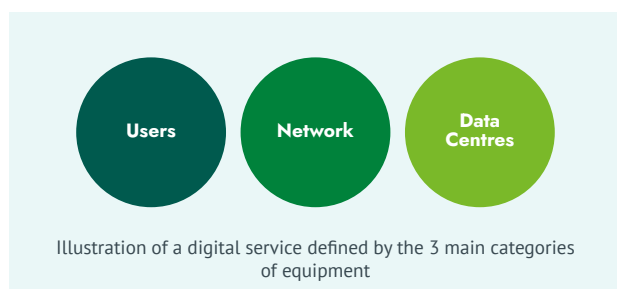 Users
Network
Data
Centres
Illustration of a digital service defined by the 3 main categories
of equipment